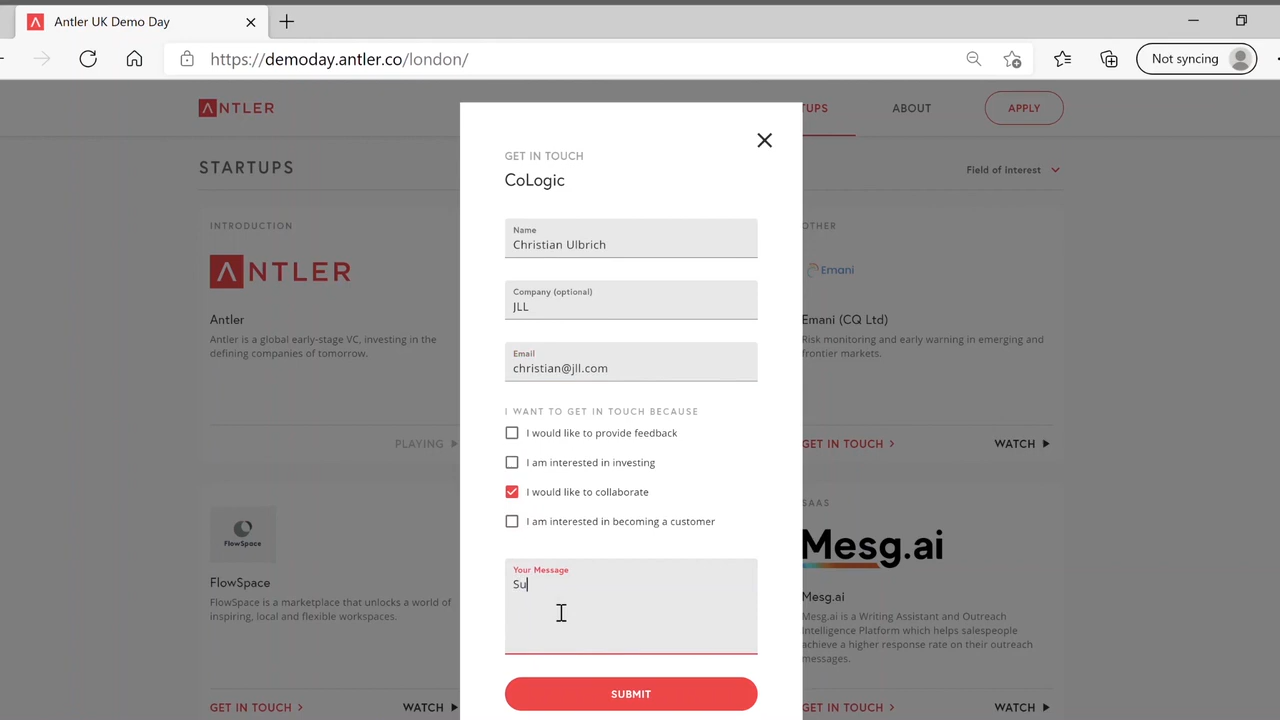 Antler UK Demo Day
https://demoday.antler.co/london/
Not syncing
ANTLER
TUPS
ABOUT
APPLY
STARTUPS
Field of Interest
GET IN TOUCH
CoLogic
Name
Christian Ulbrich
Company (optional)
JLL
Email
christian@jll.com
I WANT TO GET IN TOUCH BECAUSE
I would like to provide feedback
I am interested in investing
I would like to collaborate
I am interested in becoming a customer
Your Message
Su
SUBMIT
INTRODUCTION
ANTLER
Antler
Antler is a global early-stage VC, investing in the
defining companies of tomorrow.
PLAYING
OTHER
Emani
Emani (CQ Ltd)
Risk monitoring and early warning in emerging and
frontier markets.
GET IN TOUCH
WATCH
FlowSpace
FlowSpace
FlowSpace is a marketplace that unlocks a world of
inspiring, local and flexible workspaces.
GET IN TOUCH
WATCH
SAAS
Mesg.ai
Mesg.ai
Mesg.ai is a Writing Assistant and Outreach
Intelligence Platform which helps salespeople
achieve a higher response rate on their outreach
messages.
GET IN TOUCH
WATCH